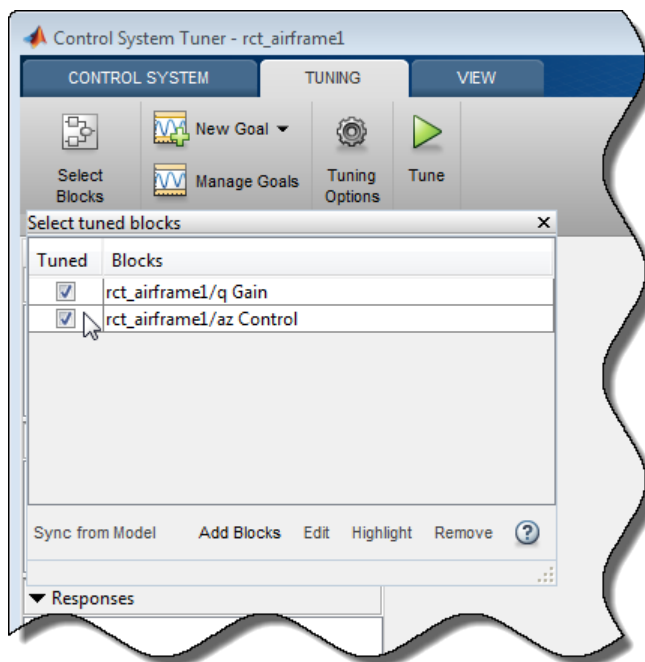 Control System Tuner - rct_airframe1
CONTROL SYSTEM TUNING VIEW
New Goal
Manage Goals
Select
Blocks
Tuning
Options
Tune
Select tuned blocks
Tuned Blocks
rct_airframe1/q Gain
rct_airframe1/az Control
Sync from Model Add Blocks Edit Highlight Remove ?
Responses